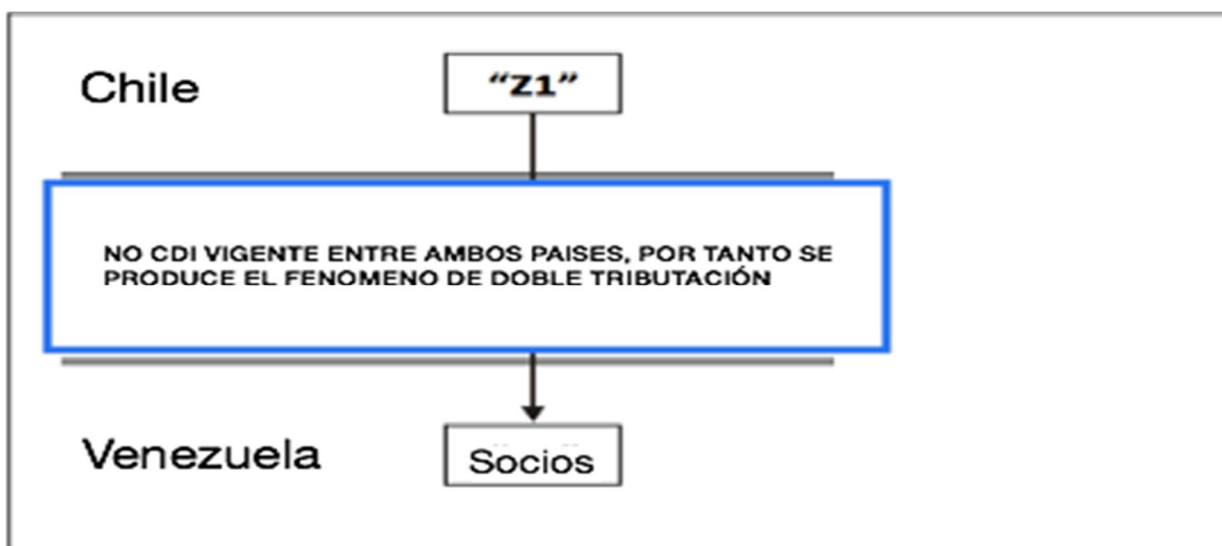 Chile
“Z1”
NO CDI VIGENTE ENTRE AMBOS PAISES, POR TANTO SE
PRODUCE EL FENOMENO DE DOBLE TRIBUTACIÓN
Venezuela
Socios